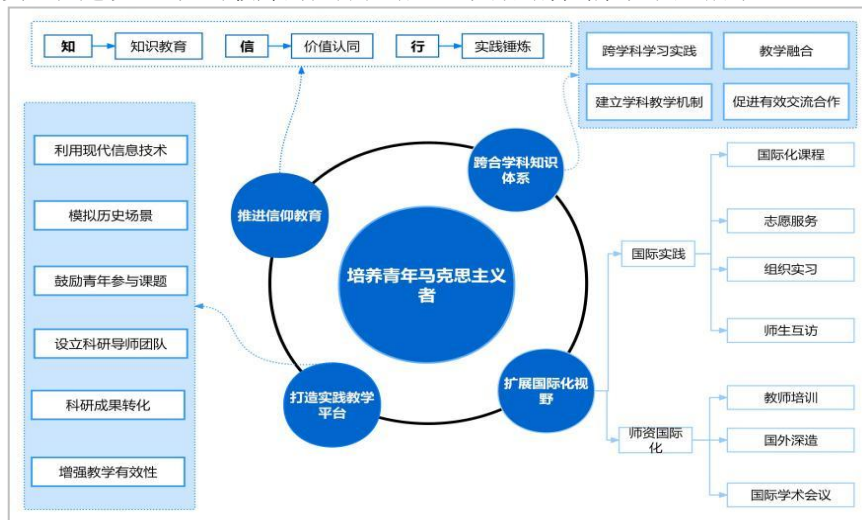 知
知识教育
信
价值认同
行
实践锤炼
跨学科学习实践
教学融合
建立学科教学机制
促进有效交流合作
利用现代信息技术
模拟历史场景
鼓励青年参与课题
设立科研导师团队
科研成果转化
增强教学有效性
推进信仰教育
跨合学科知识
体系
培养青年马克思主义
者
打造实践教学
平台
扩展国际化视
野
国际实践
国际化课程
志愿服务
组织实习
师生互访
师资国际
化
教师培训
国外深造
国际学术会议